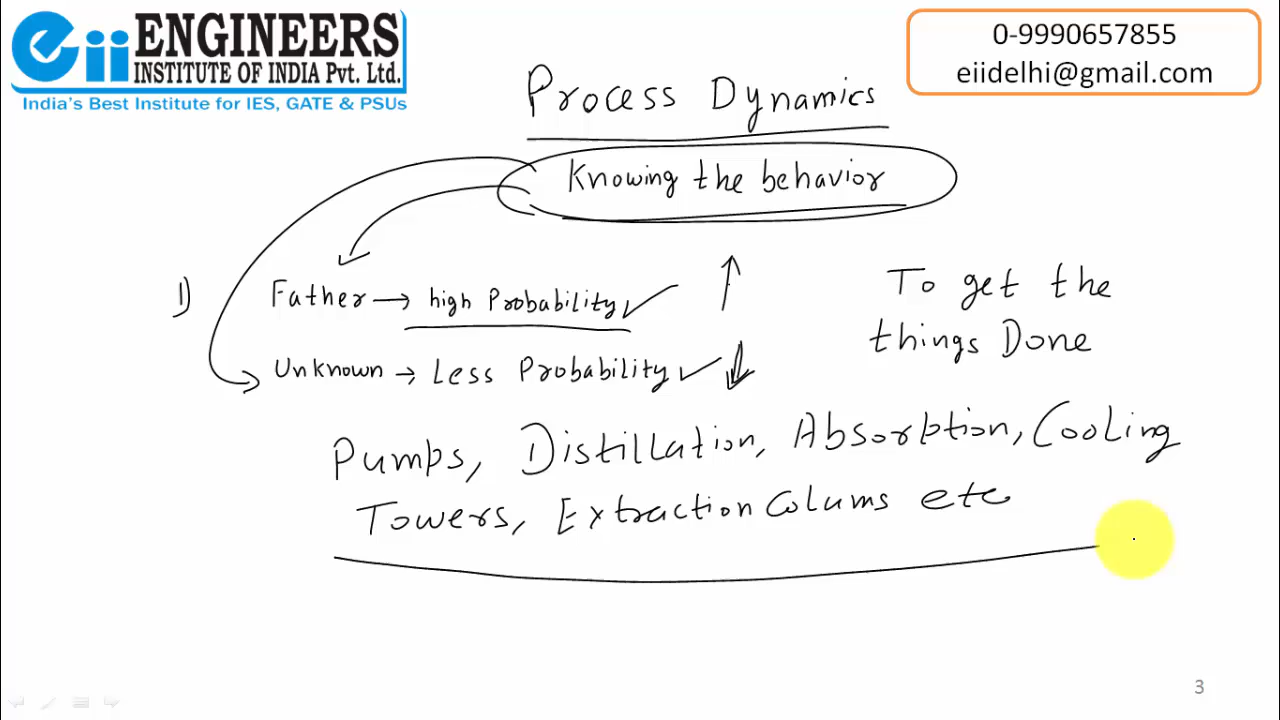 eii ENGINEERS
INSTITUTE OF INDIA Pvt. Ltd.
India's Best Institute for IES, GATE & PSUs
0-9990657855
eiidelhi@gmail.com
Process Dynamics
Knowing the behavior
1) Father → high Probability ✓ ↑
Unknown → Less Probability ✓ ↓
To get the
things Done
Pumps, Distillation, Absorption, Cooling
Towers, Extraction Colums etc
3